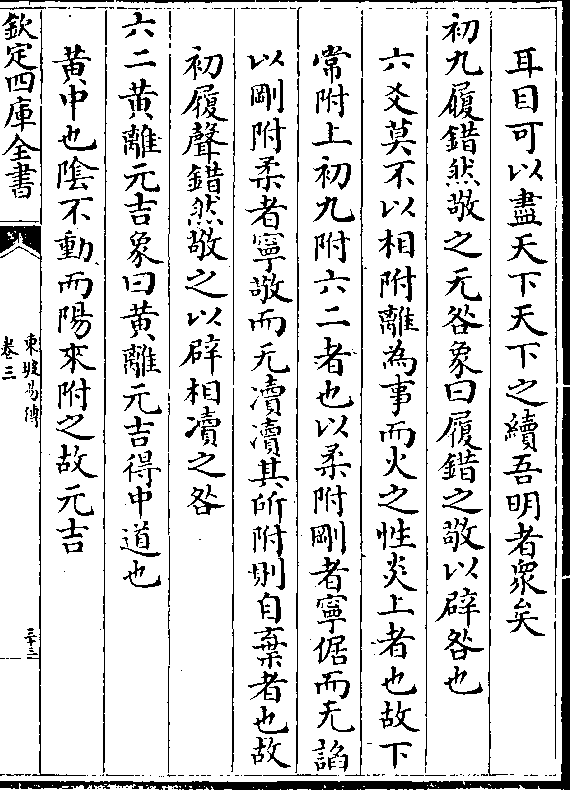 耳目可以盡天下天下之續吾明者衆矣
初九履錯然敬之无咎象曰履錯之敬以辟咎也
六爻莫不以相附離為事而火之性炎上者也故下
常附上初九附六二者也以柔附剛者寧倨而无諂
以剛附柔者寧敬而无瀆瀆其所附則自棄者也故
初履聲錯然敬之以辟相瀆之咎
六二黃離元吉象曰黃離元吉得中道也
黃中也陰不動而陽來附之故元吉
欽定四庫全書
東坡易傳
卷三
三十三